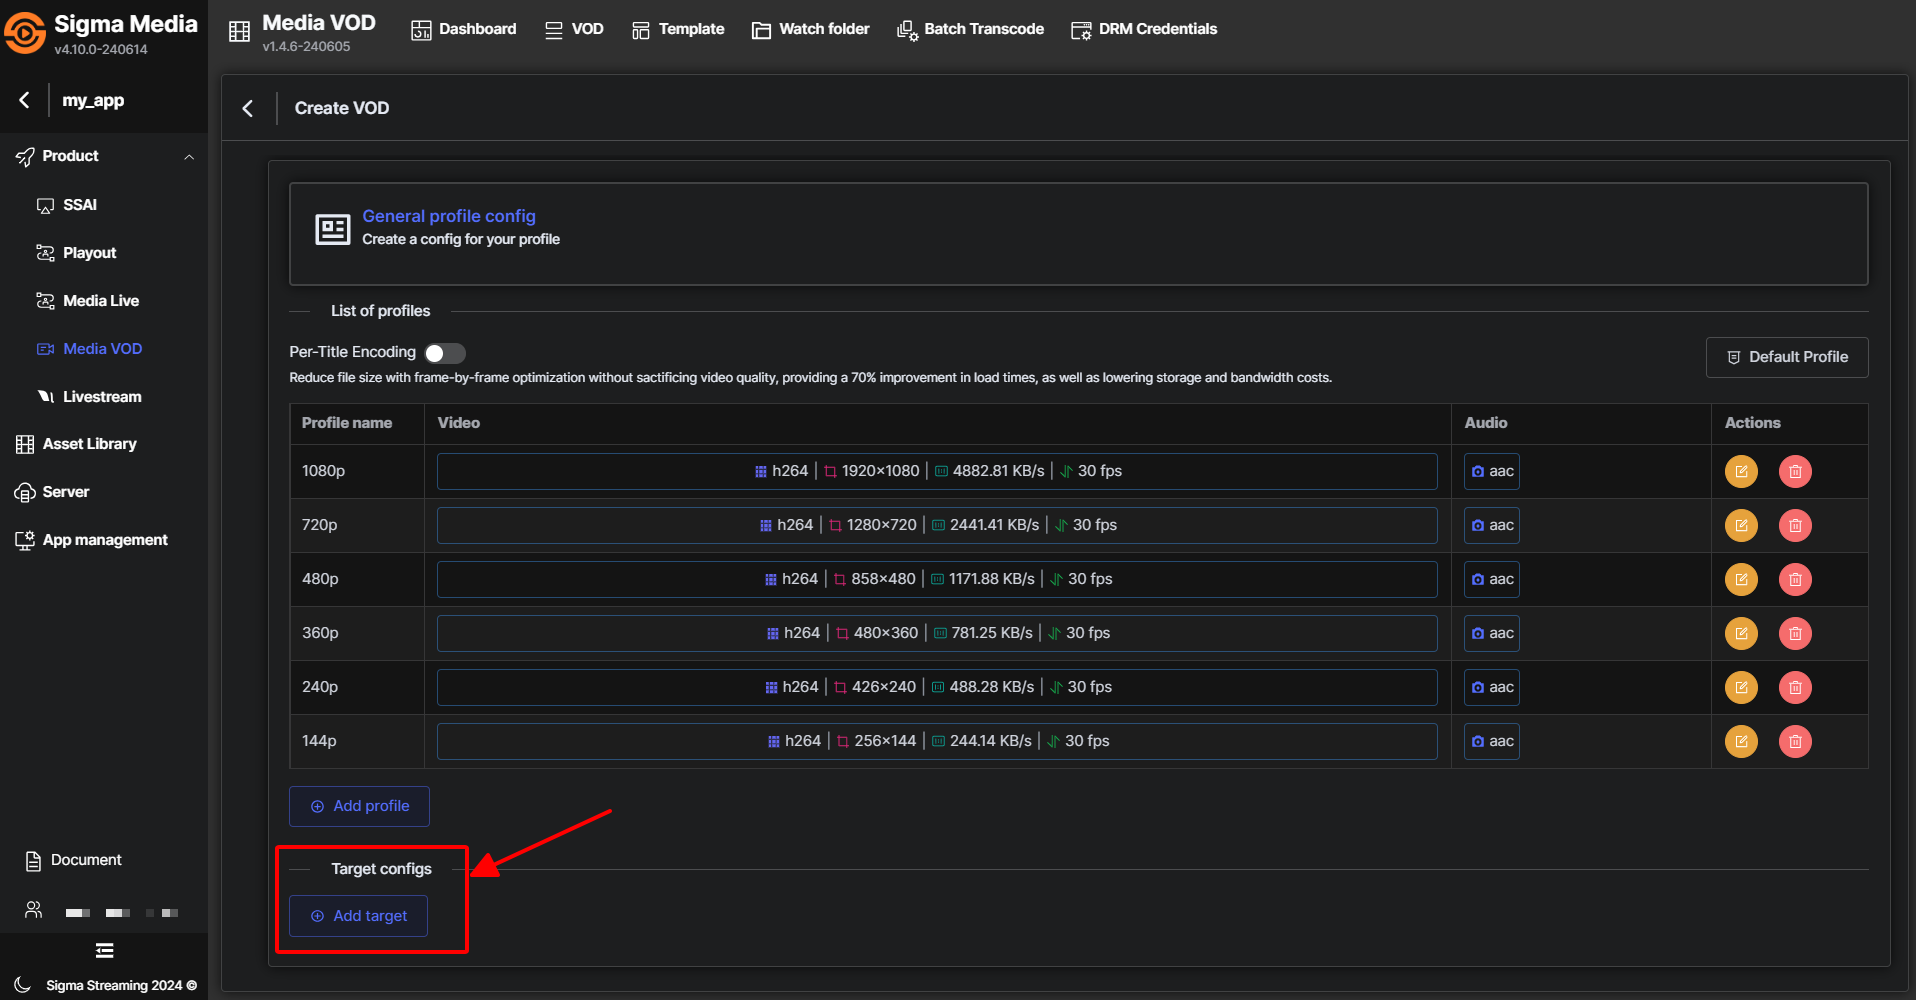 Sigma Media
v4.10.0-240614
my_app
Product
SSAI
Playout
Media Live
Media VOD
Livestream
Asset Library
Server
App management
Document
Sigma Streaming 2024 ©
Media VOD
v1.4.6-240605
Dashboard
VOD
Template
Watch folder
Batch Transcode
DRM Credentials
Create VOD
General profile config
Create a config for your profile
List of profiles
Per-Title Encoding
Default Profile
Reduce file size with frame-by-frame optimization without sactificing video quality, providing a 70% improvement in load times, as well as lowering storage and bandwidth costs.
Profile name Video Audio Actions
1080p h264 | 1920×1080 | 4882.81 KB/s | 30 fps aac
720p h264 | 1280×720 | 2441.41 KB/s | 30 fps aac
480p h264 | 858×480 | 1171.88 KB/s | 30 fps aac
360p h264 | 480×360 | 781.25 KB/s | 30 fps aac
240p h264 | 426×240 | 488.28 KB/s | 30 fps aac
144p h264 | 256×144 | 244.14 KB/s | 30 fps aac
Add profile
Target configs
Add target